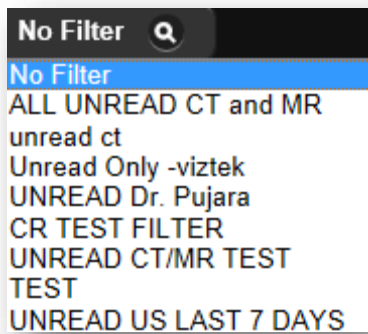 No Filter
No Filter
ALL UNREAD CT and MR
unread ct
Unread Only -viztek
UNREAD Dr. Pujara
CR TEST FILTER
UNREAD CT/MR TEST
TEST
UNREAD US LAST 7 DAYS